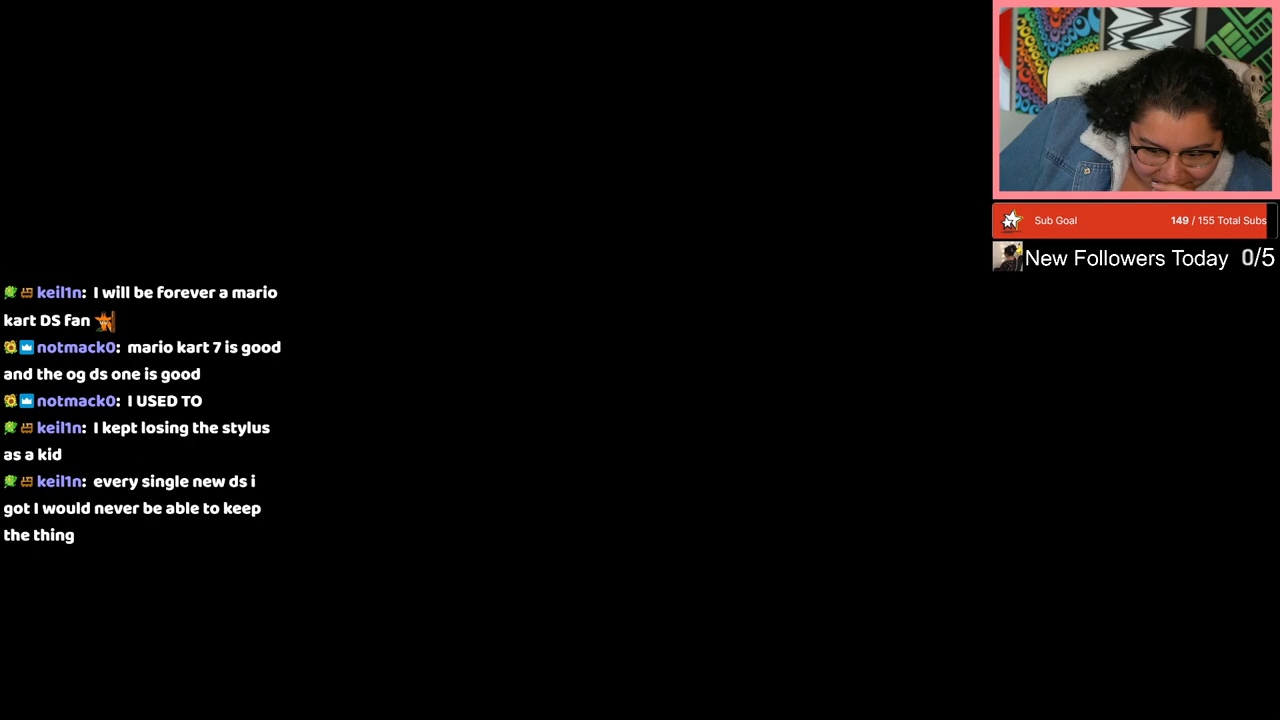 Sub Goal 149 / 155 Total Subs
New Followers Today 0/5
keil1n: I will be forever a mario
kart DS fan
notmack0: mario kart 7 is good
and the og ds one is good
notmack0: I USED TO
keil1n: I kept losing the stylus
as a kid
keil1n: every single new ds i
got I would never be able to keep
the thing